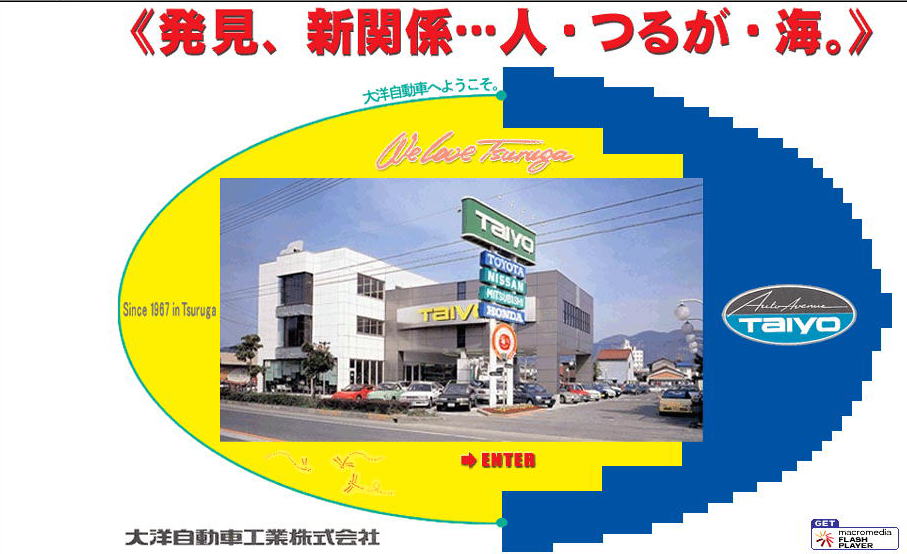 《発見、新関係…人・つるが・海。》
大洋自動車へようこそ。
We Love Tsuruga
TAIYO
TOYOTA
NISSAN
MITSUBISHI
HONDA
TAIYO
Since 1967 in Tsuruga
Auto Avenue
TAIYO
ENTER
大洋自動車工業株式会社
GET
macromedia
FLASH
PLAYER